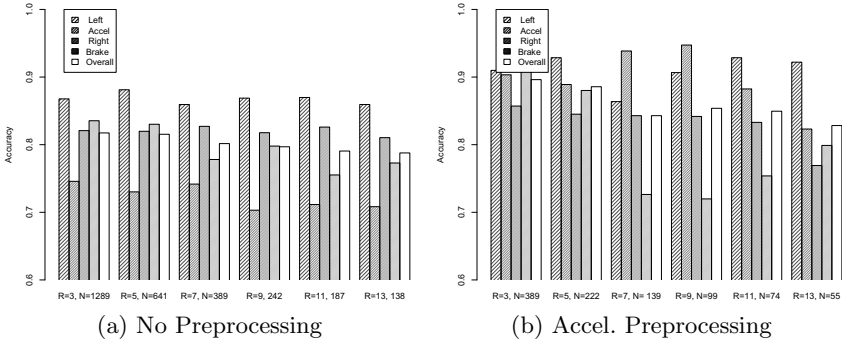 1.0
0.9
0.8
0.7
0.6
Accuracy
Left
Accel
Right
Brake
Overall
R=3, N=1289 R=5, N=641 R=7, N=389 R=9, 242 R=11, 187 R=13, 138
(a) No Preprocessing
1.0
0.9
0.8
0.7
0.6
Accuracy
Left
Accel
Right
Brake
Overall
R=3, N=389 R=5, N=222 R=7, N= 139 R=9, N=99 R=11, N=74 R=13, N=55
(b) Accel. Preprocessing